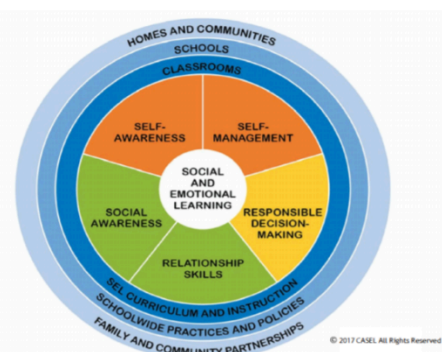 HOMES AND COMMUNITIES
SCHOOLS
CLASSROOMS
SELF-
AWARENESS
SELF-
MANAGEMENT
SOCIAL
AND
EMOTIONAL
LEARNING
SOCIAL
AWARENESS
RESPONSIBLE
DECISION-
MAKING
RELATIONSHIP
SKILLS
SEL CURRICULUM AND INSTRUCTION
SCHOOLWIDE PRACTICES AND POLICIES
FAMILY AND COMMUNITY PARTNERSHIPS
© 2017 CASEL All Rights Reserved